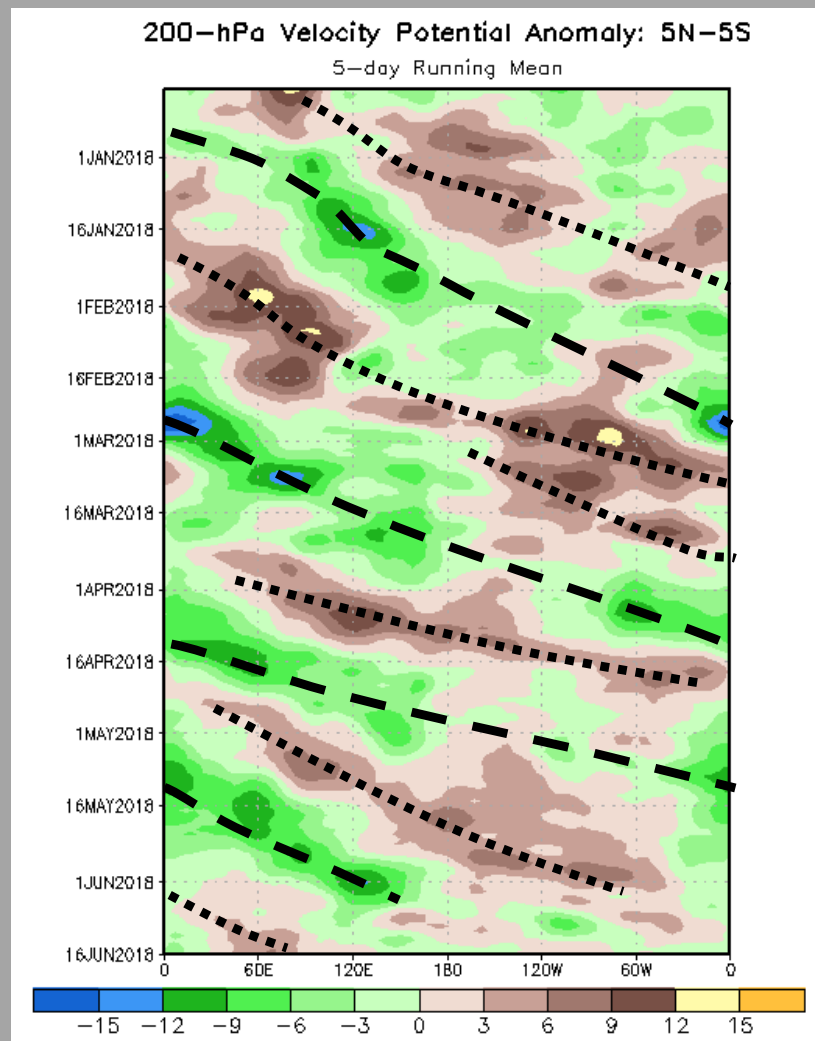 200-hPa Velocity Potential Anomaly: 5N-5S
5-day Running Mean
1JAN2018
16JAN2018
1FEB2018
16FEB2018
1MAR2018
16MAR2018
1APR2018
16APR2018
1MAY2018
16MAY2018
1JUN2018
16JUN2018
0 60E 120E 180 120W 60W 0
-15 -12 -9 -6 -3 0 3 6 9 12 15